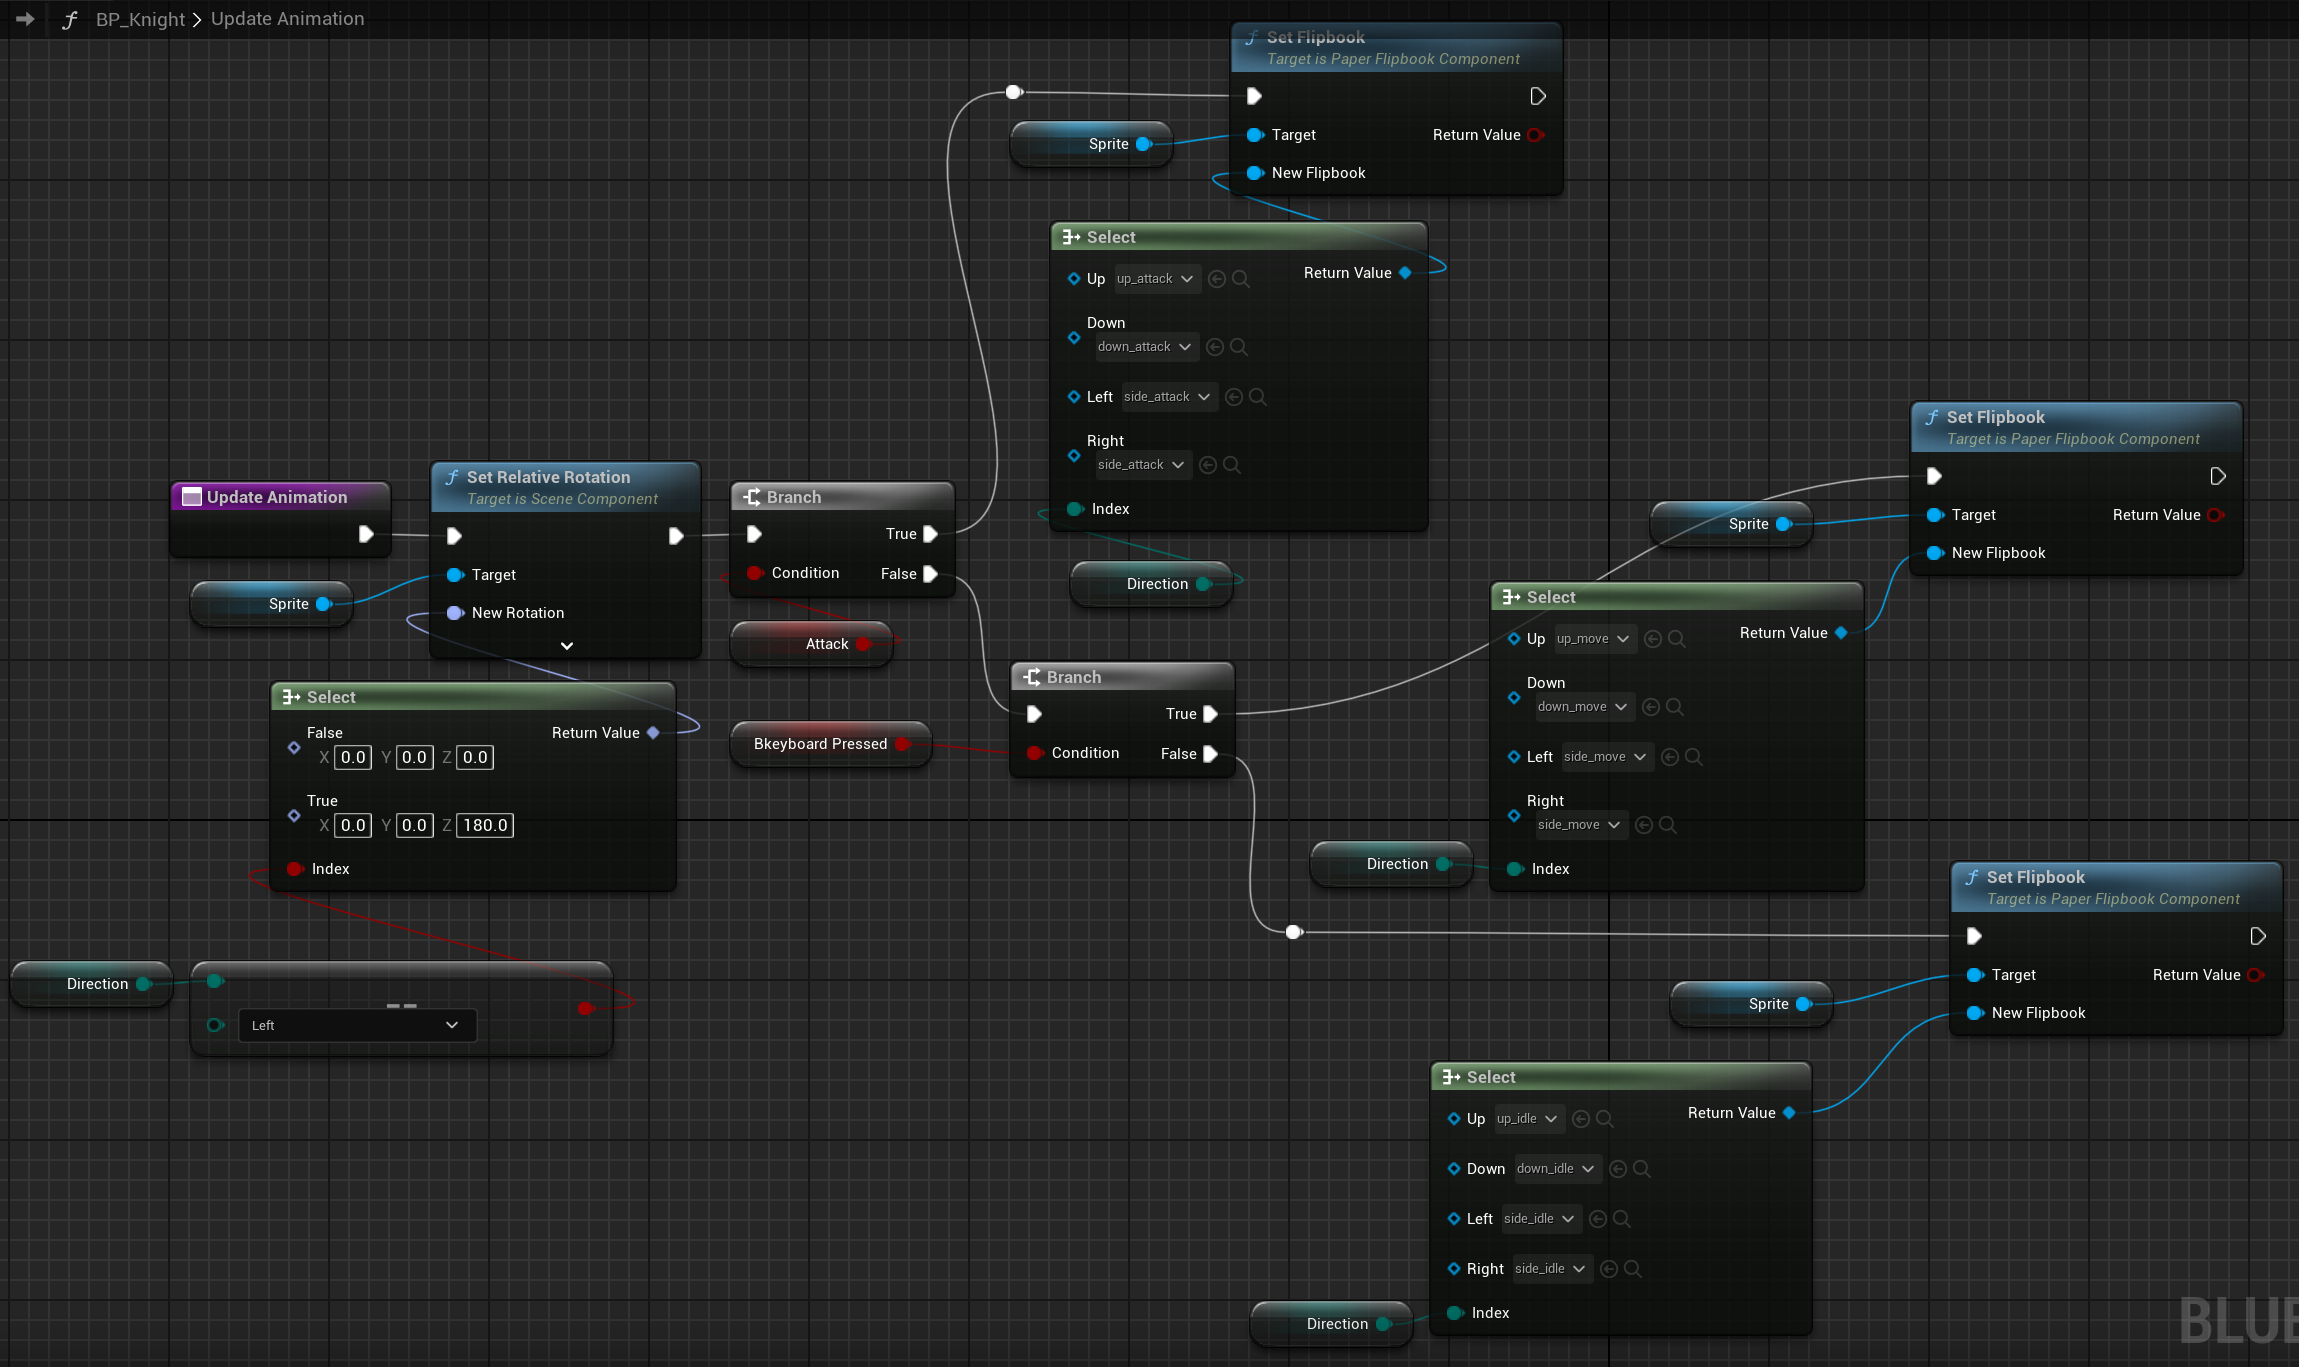 BP_Knight > Update Animation
Set Flipbook
Target is Paper Flipbook Component
Sprite
Target
Return Value
New Flipbook
Select
Up up_attack
Return Value
Down
down_attack
Left side_attack
Right
side_attack
Index
Direction
Update Animation
Set Relative Rotation
Target is Scene Component
Sprite
Target
New Rotation
Branch
True
Condition
False
Attack
Select
False
Return Value
X 0.0 Y 0.0 Z 0.0
True
X 0.0 Y 0.0 Z 180.0
Index
Direction
==
Left
Bkeyboard Pressed
Branch
True
Condition
False
Set Flipbook
Target is Paper Flipbook Component
Sprite
Target
Return Value
New Flipbook
Select
Up up_move
Return Value
Down
down_move
Left side_move
Right
side_move
Direction
Index
Set Flipbook
Target is Paper Flipbook Component
Sprite
Target
Return Value
New Flipbook
Select
Up up_idle
Return Value
Down down_idle
Left side_idle
Right side_idle
Direction
Index